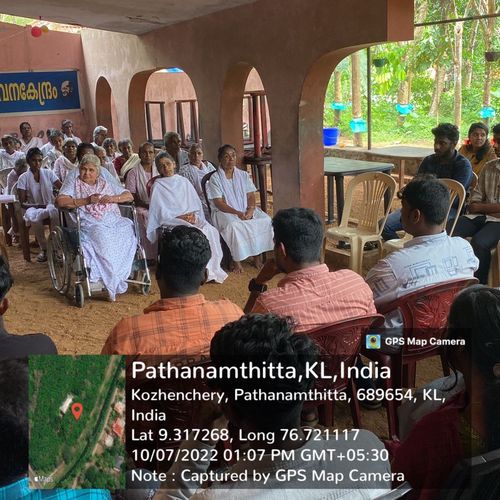 വനകേന്ദ്രം
GPS Map Camera
Pathanamthitta,KL,India
Kozhenchery, Pathanamthitta, 689654, KL,
India
Lat 9.317268, Long 76.721117
10/07/2022 01:07 PM GMT+05:30
Note : Captured by GPS Map Camera
Maps